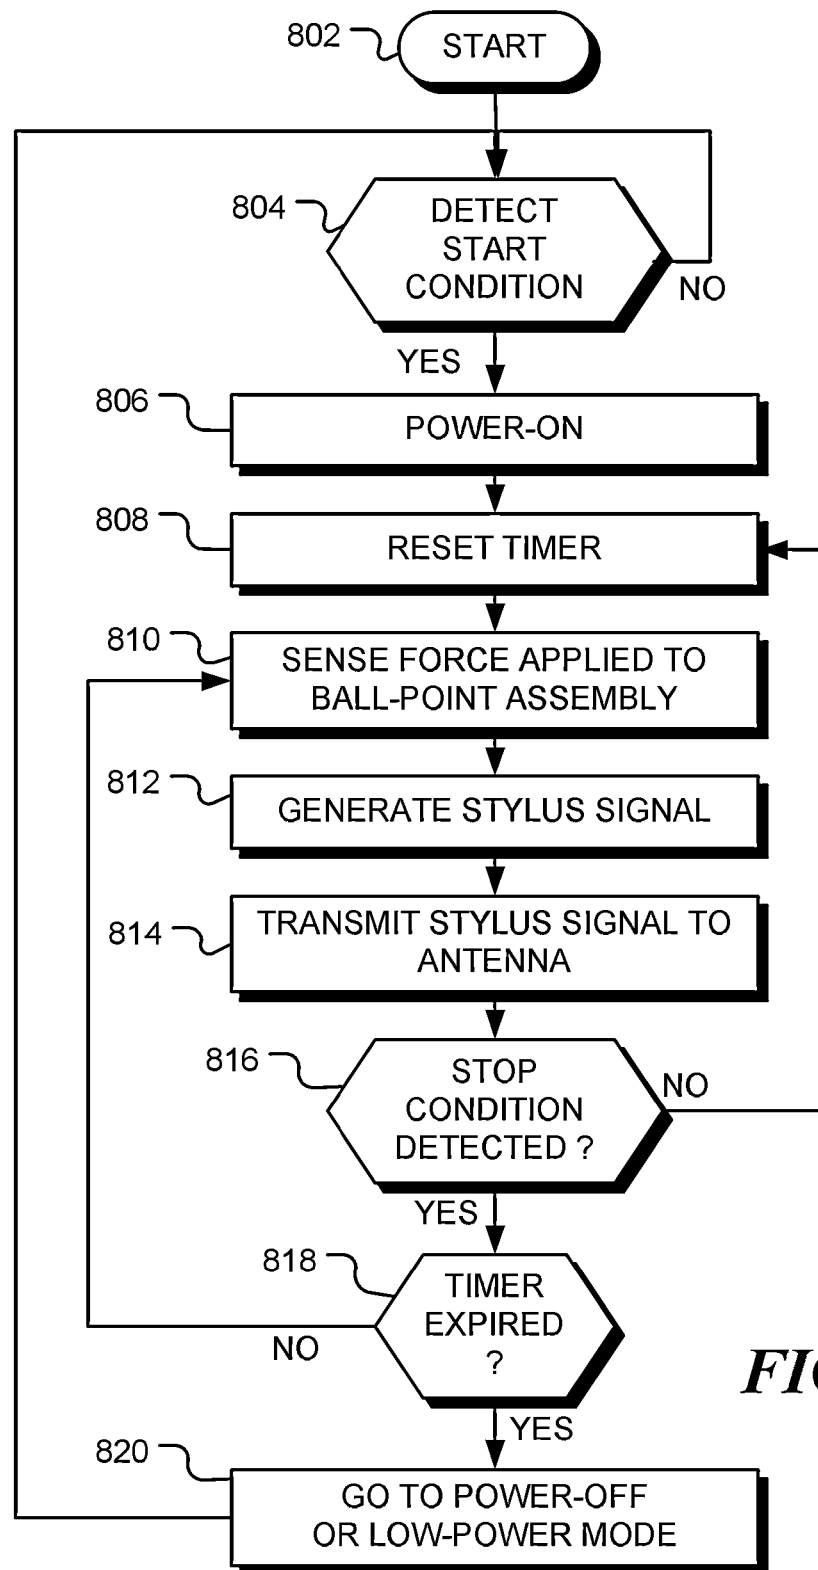 802
START
804
DETECT
START
CONDITION
NO
YES
806
POWER-ON
808
RESET TIMER
810
SENSE FORCE APPLIED TO
BALL-POINT ASSEMBLY
812
GENERATE STYLUS SIGNAL
814
TRANSMIT STYLUS SIGNAL TO
ANTENNA
816
STOP
CONDITION
DETECTED ?
NO
YES
818
TIMER
EXPIRED
?
NO
YES
820
GO TO POWER-OFF
OR LOW-POWER MODE